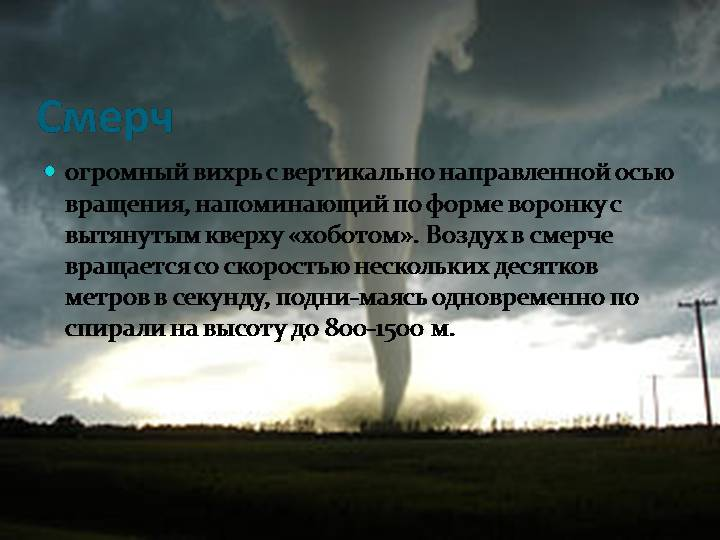 Смерч
• огромный вихрь с вертикально направленной осью
вращения, напоминающий по форме воронку с
вытянутым кверху «хоботом». Воздух в смерче
вращается со скоростью нескольких десятков
метров в секунду, подни-маясь одновременно по
спирали на высоту до 800-1500 м.